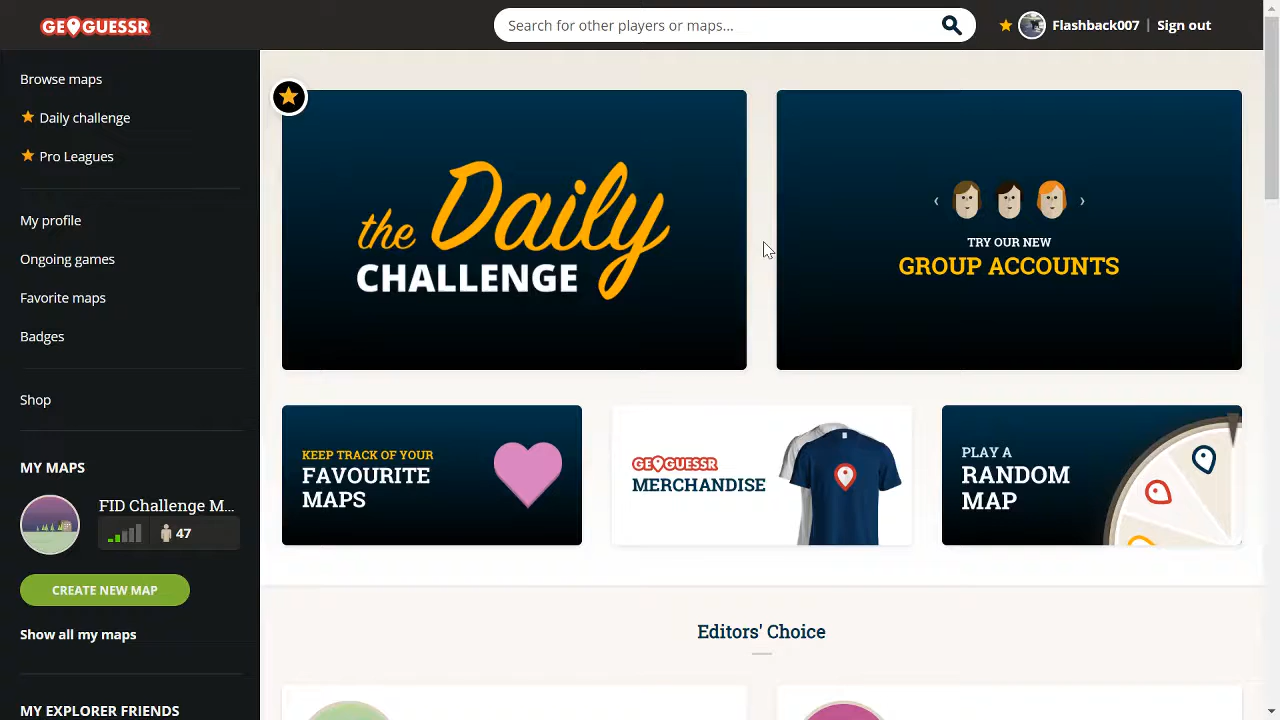 GEOGUESSR
Search for other players or maps...
Flashback007 | Sign out
Browse maps
Daily challenge
Pro Leagues
My profile
Ongoing games
Favorite maps
Badges
Shop
MY MAPS
FID Challenge M...
47
CREATE NEW MAP
Show all my maps
MY EXPLORER FRIENDS
the Daily
CHALLENGE
TRY OUR NEW
GROUP ACCOUNTS
KEEP TRACK OF YOUR
FAVOURITE
MAPS
GEOGUESSR
MERCHANDISE
PLAY A
RANDOM
MAP
Editors' Choice